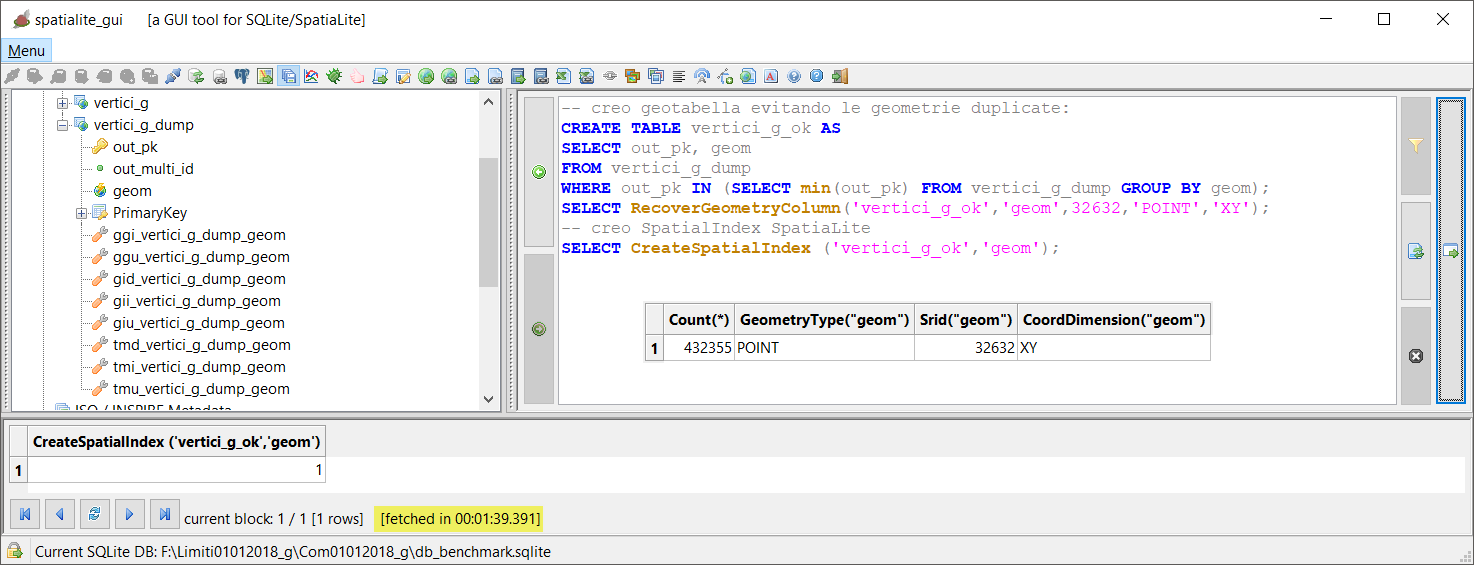 spatialite_gui [a GUI tool for SQLite/SpatiaLite]
Menu
vertici_g
vertici_g_dump
out_pk
out_multi_id
geom
PrimaryKey
ggi_vertici_g_dump_geom
ggu_vertici_g_dump_geom
gid_vertici_g_dump_geom
gii_vertici_g_dump_geom
giu_vertici_g_dump_geom
tmd_vertici_g_dump_geom
tmi_vertici_g_dump_geom
tmu_vertici_g_dump_geom
ISO / INSPIRE Metadata
-- creo geotabella evitando le geometrie duplicate:
CREATE TABLE vertici_g_ok AS
SELECT out_pk, geom
FROM vertici_g_dump
WHERE out_pk IN (SELECT min(out_pk) FROM vertici_g_dump GROUP BY geom);
SELECT RecoverGeometryColumn('vertici_g_ok','geom',32632,'POINT','XY');
-- creo SpatialIndex SpatiaLite
SELECT CreateSpatialIndex ('vertici_g_ok','geom');
Count(*) GeometryType("geom") Srid("geom") CoordDimension("geom")
1 432355 POINT 32632 XY
CreateSpatialIndex ('vertici_g_ok','geom')
1 1
current block: 1 / 1 [1 rows] [fetched in 00:01:39.391]
Current SQLite DB: F:\Limiti01012018_g\Com01012018_g\db_benchmark.sqlite